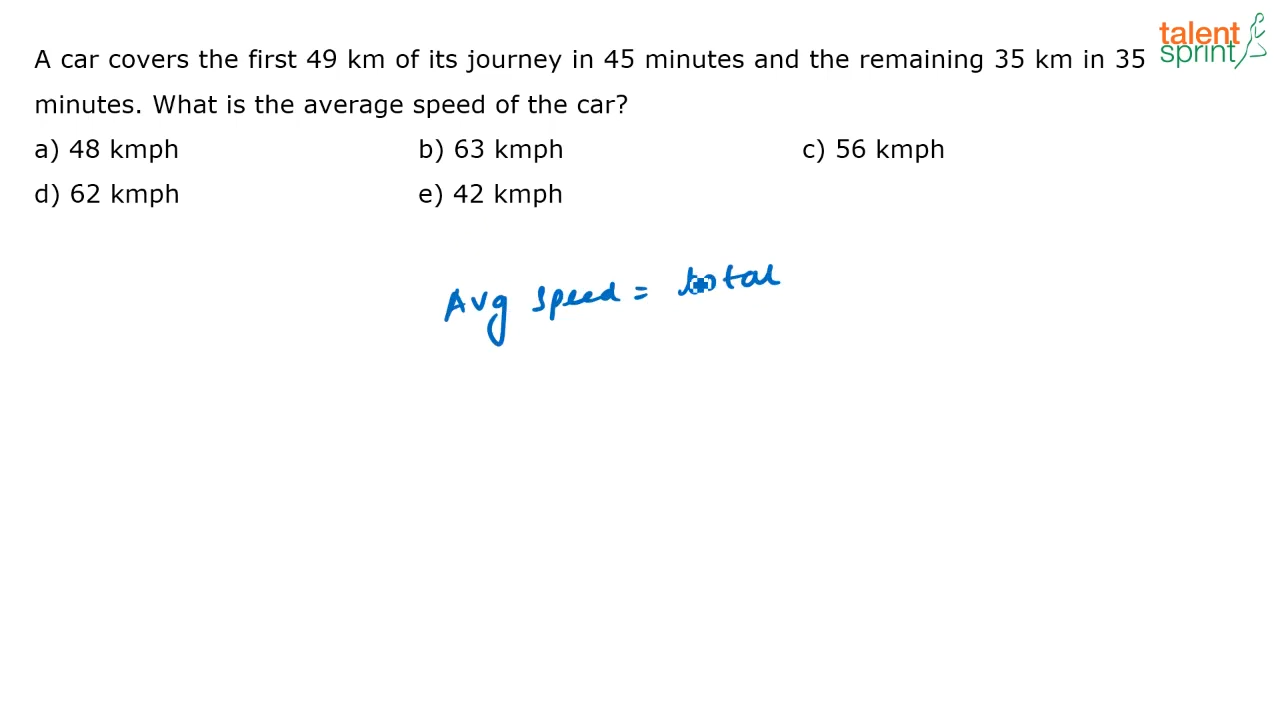 talent
sprint
A car covers the first 49 km of its journey in 45 minutes and the remaining 35 km in 35
minutes. What is the average speed of the car?
a) 48 kmph b) 63 kmph c) 56 kmph
d) 62 kmph e) 42 kmph
Avg speed = total